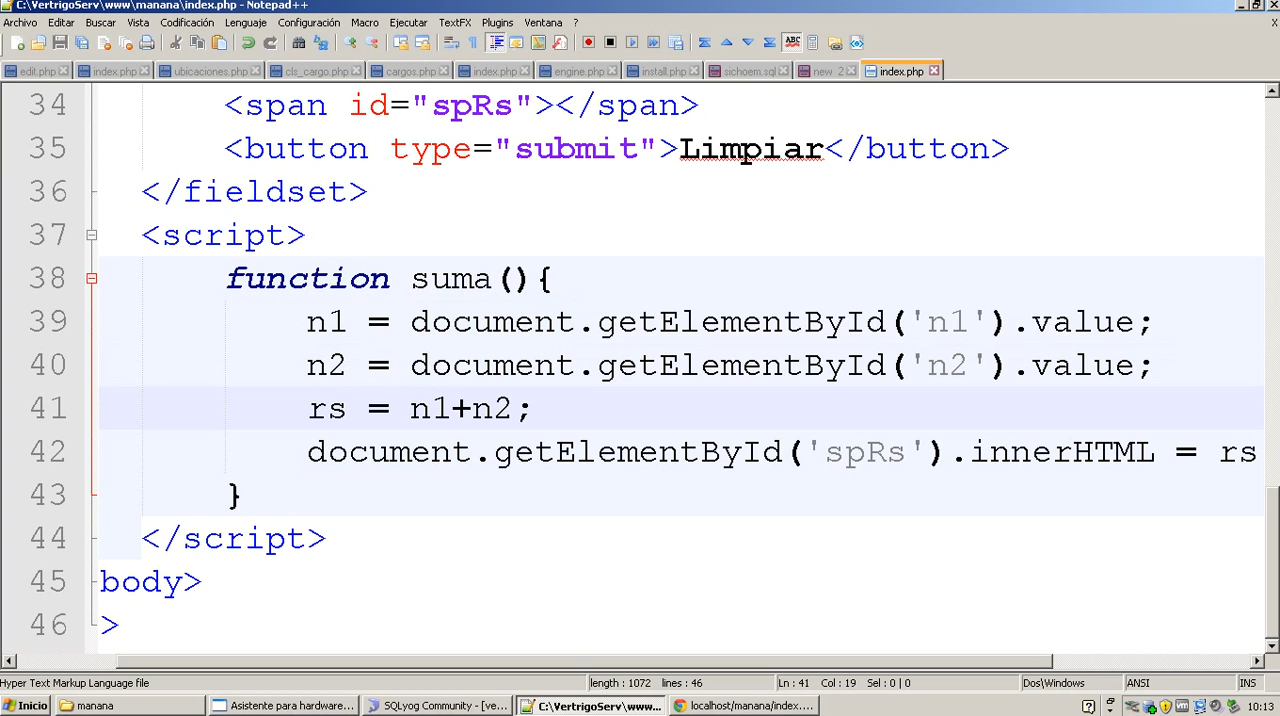 C:\VertrigoServ\www\manana\index.php - Notepad++
Archivo Editar Buscar Vista Codificación Lenguaje Configuración Macro Ejecutar TextFX Plugins Ventana ?
edit.php index.php ubicaciones.php cls_cargo.php cargos.php index.php engine.php install.php sichoem.sql new 2 index.php
34 <span id="spRs"></span>
35 <button type="submit">Limpiar</button>
36 </fieldset>
37 <script>
38 function suma(){
39 n1 = document.getElementById('n1').value;
40 n2 = document.getElementById('n2').value;
41 rs = n1+n2;
42 document.getElementById('spRs').innerHTML = rs
43 }
44 </script>
45 body>
46 >
Hyper Text Markup Language file length : 1072 lines : 46 Ln : 41 Col : 19 Sel : 0 | 0 Dos\Windows ANSI INS
Inicio manana Asistente para hardware... SQLyog Community - [ve... C:\VertrigoServ\www... localhost/manana/index.... 10:13